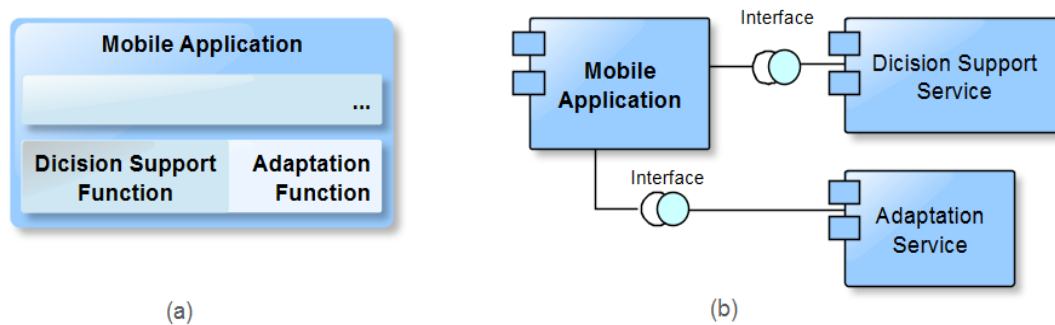 Mobile Application
...
Dicision Support
Function
Adaptation
Function
(a)
Interface
Mobile
Application
Dicision Support
Service
Interface
Adaptation
Service
(b)